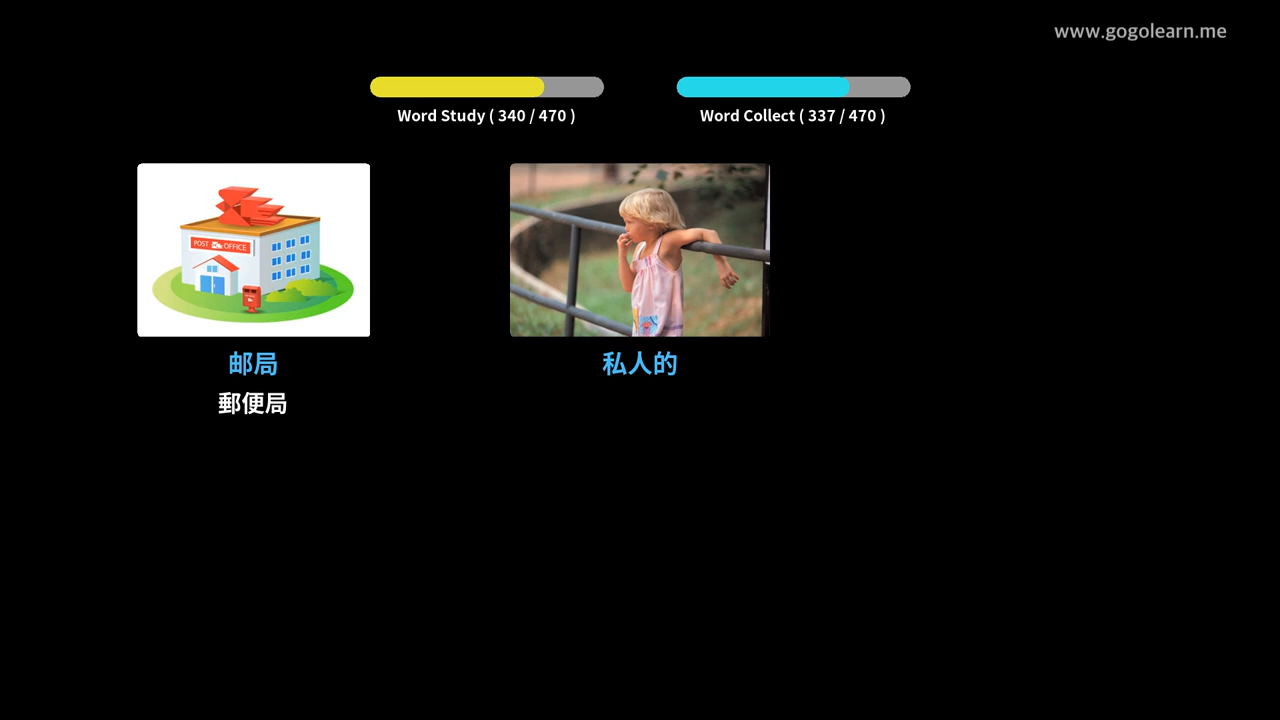 www.gogolearn.me
Word Study ( 340 / 470 )
Word Collect ( 337 / 470 )
POST OFFICE
邮局
私人的
郵便局